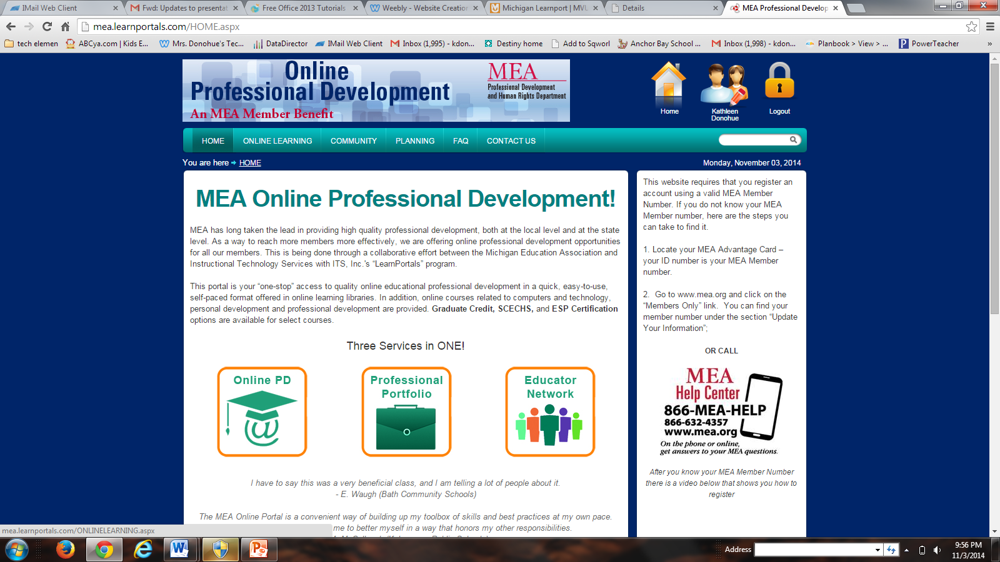 IMail Web Client
Fwd: Updates to presentat
Free Office 2013 Tutorials
Weebly - Website Creation
Michigan Learnport | MVU
Details
MEA Professional Develop
mea.learnportals.com/HOME.aspx
tech elemen
ABCya.com | Kids E...
Mrs. Donohue's Tec...
DataDirector
IMail Web Client
Inbox (1,995) - kdon...
Destiny home
Add to Sqworl
Anchor Bay School ...
Inbox (1,998) - kdon...
Planbook > View > ...
PowerTeacher
»
Online
Professional Development
An MEA Member Benefit
MEA
Professional Development
and Human Rights Department
Home
Kathleen
Donohue
Logout
HOME
ONLINE LEARNING
COMMUNITY
PLANNING
FAQ
CONTACT US
You are here HOME
Monday, November 03, 2014
MEA Online Professional Development!
MEA has long taken the lead in providing high quality professional development, both at the local level and at the state
level. As a way to reach more members more effectively, we are offering online professional development opportunities
for all our members. This is being done through a collaborative effort between the Michigan Education Association and
Instructional Technology Services with ITS, Inc.'s “LearnPortals” program.
This portal is your “one-stop” access to quality online educational professional development in a quick, easy-to-use,
self-paced format offered in online learning libraries. In addition, online courses related to computers and technology,
personal development and professional development are provided. Graduate Credit, SCECHS, and ESP Certification
options are available for select courses.
Three Services in ONE!
Online PD
Professional
Portfolio
Educator
Network
I have to say this was a very beneficial class, and I am telling a lot of people about it.
- E. Waugh (Bath Community Schools)
The MEA Online Portal is a convenient way of building up my toolbox of skills and best practices at my own pace.
me to better myself in a way that honors my other responsibilities.
This website requires that you register an
account using a valid MEA Member
Number. If you do not know your MEA
Member number, here are the steps you
can take to find it.
1. Locate your MEA Advantage Card –
your ID number is your MEA Member
number.
2. Go to www.mea.org and click on the
“Members Only” link. You can find your
member number under the section “Update
Your Information”;
OR CALL
MEA
Help Center
866-MEA-HELP
866-632-4357
www.mea.org
On the phone or online,
get answers to your MEA questions.
After you know your MEA Member Number
there is a video below that shows you how to
register
mea.learnportals.com/ONLINELEARNING.aspx
Address
9:56 PM
11/3/2014